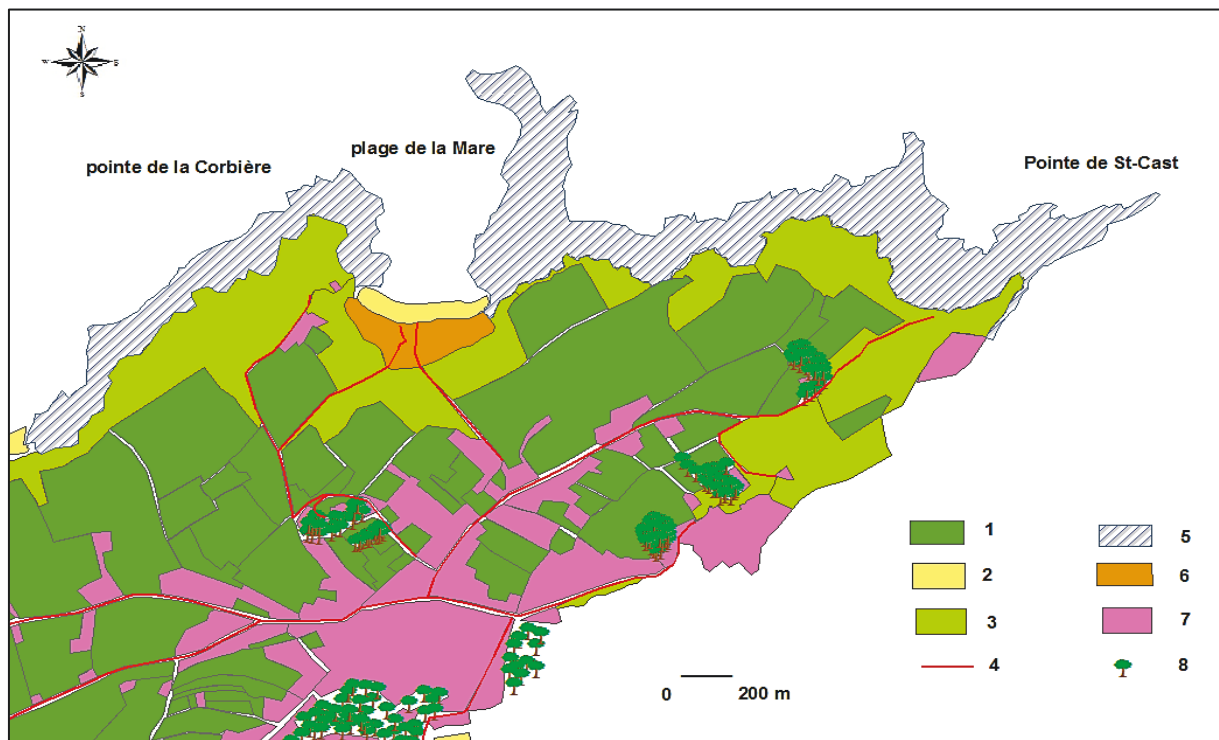 N
W
S
pointe de la Corbière
plage de la Mare
Pointe de St-Cast
1
2
3
4
5
6
7
8
0 200 m